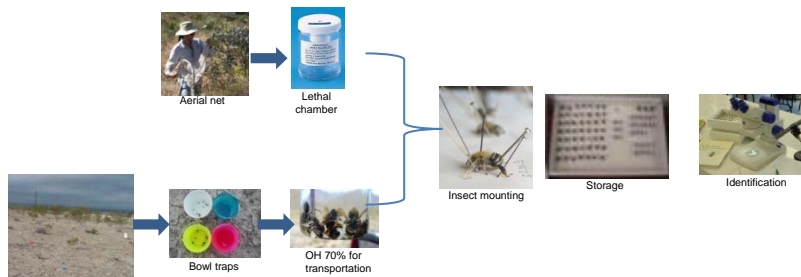 Aerial net
Lethal
chamber
Insect mounting
Storage
Identification
Bowl traps
OH 70% for
transportation